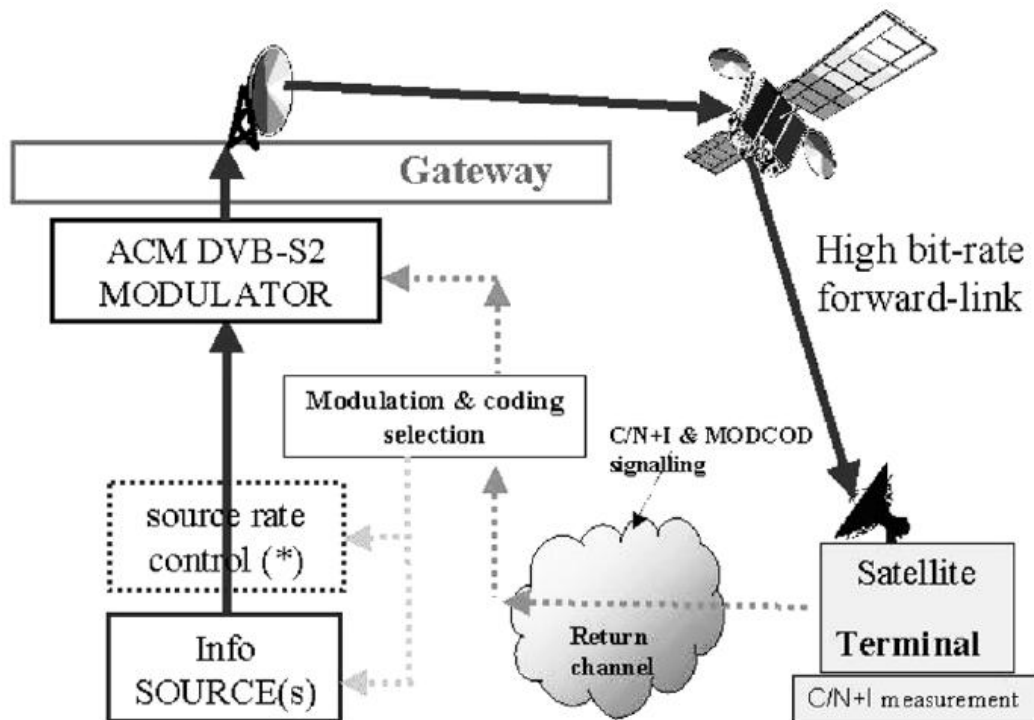 Gateway
ACM DVB-S2
MODULATOR
High bit-rate
forward-link
Modulation & coding
selection
C/N+I & MODCOD
signalling
source rate
control (*)
Return
channel
Info
SOURCE(s)
Satellite
Terminal
C/N+I measurement